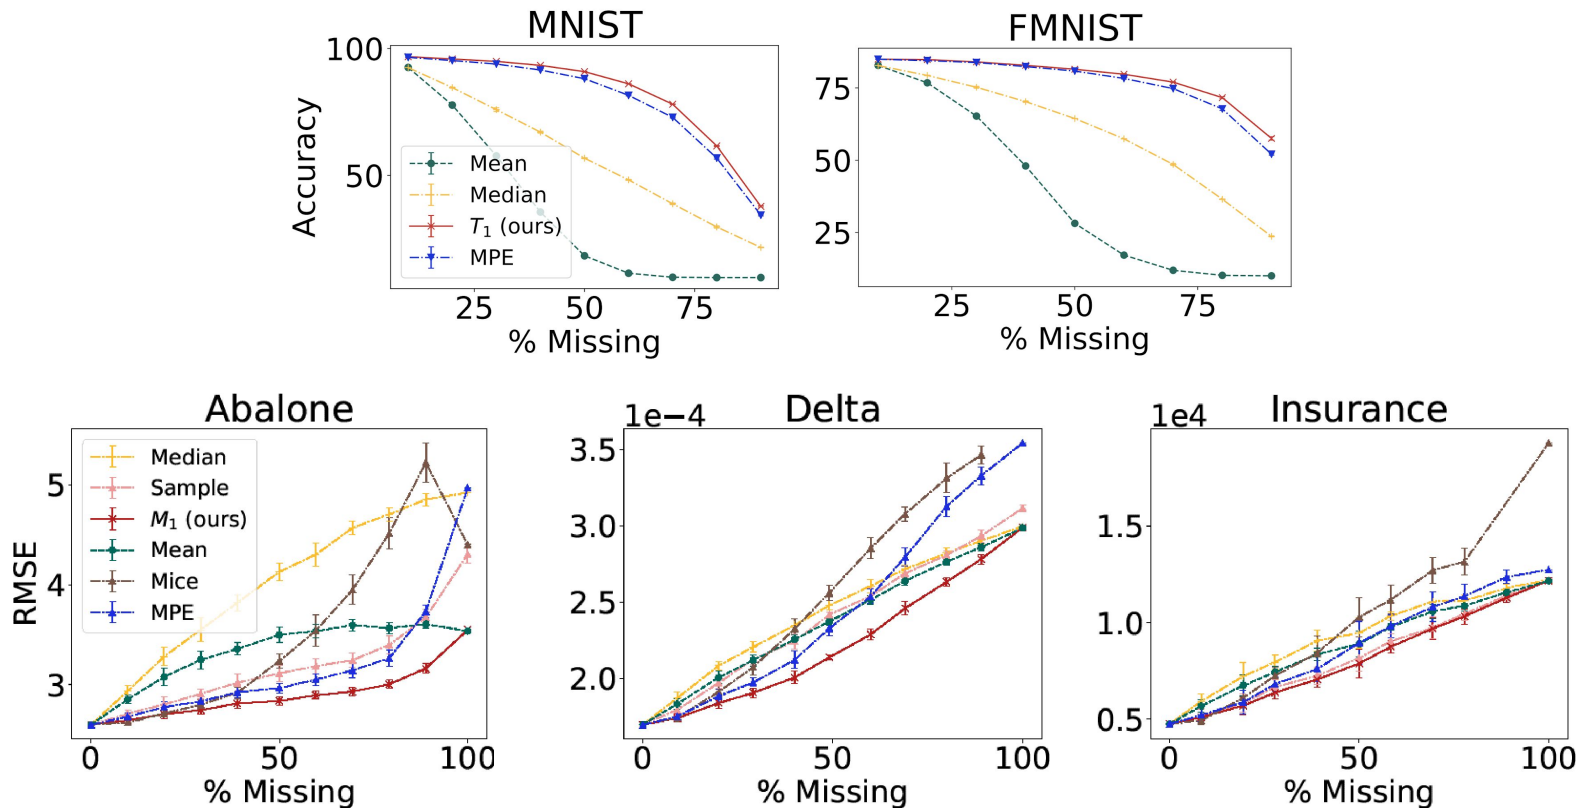 MNIST
FMNIST
Accuracy
100
50
Mean
Median
T1 (ours)
MPE
25 50 75
% Missing
75
50
25
25 50 75
% Missing
Abalone
RMSE
5
4
3
Median
Sample
M1 (ours)
Mean
Mice
MPE
0 50 100
% Missing
1e−4
Delta
3.5
3.0
2.5
2.0
0 50 100
% Missing
1e4
Insurance
1.5
1.0
0.5
0 50 100
% Missing